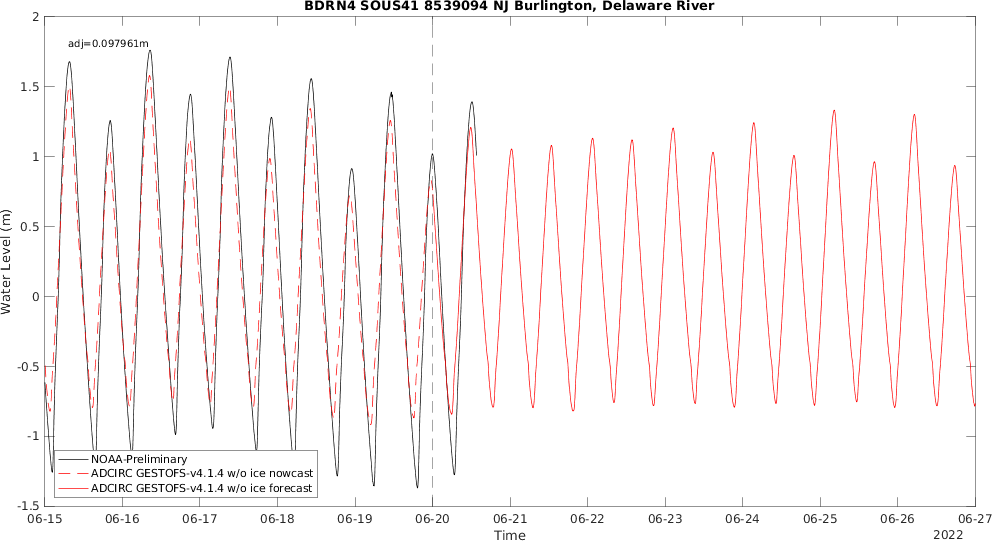 BDRN4 SOUS41 8539094 NJ Burlington, Delaware River
adj=0.097961m
2
1.5
1
0.5
0
-0.5
-1
-1.5
Water Level (m)
NOAA-Preliminary
ADCIRC GESTOFS-v4.1.4 w/o ice nowcast
ADCIRC GESTOFS-v4.1.4 w/o ice forecast
06-15 06-16 06-17 06-18 06-19 06-20 06-21 06-22 06-23 06-24 06-25 06-26 06-27
Time
2022